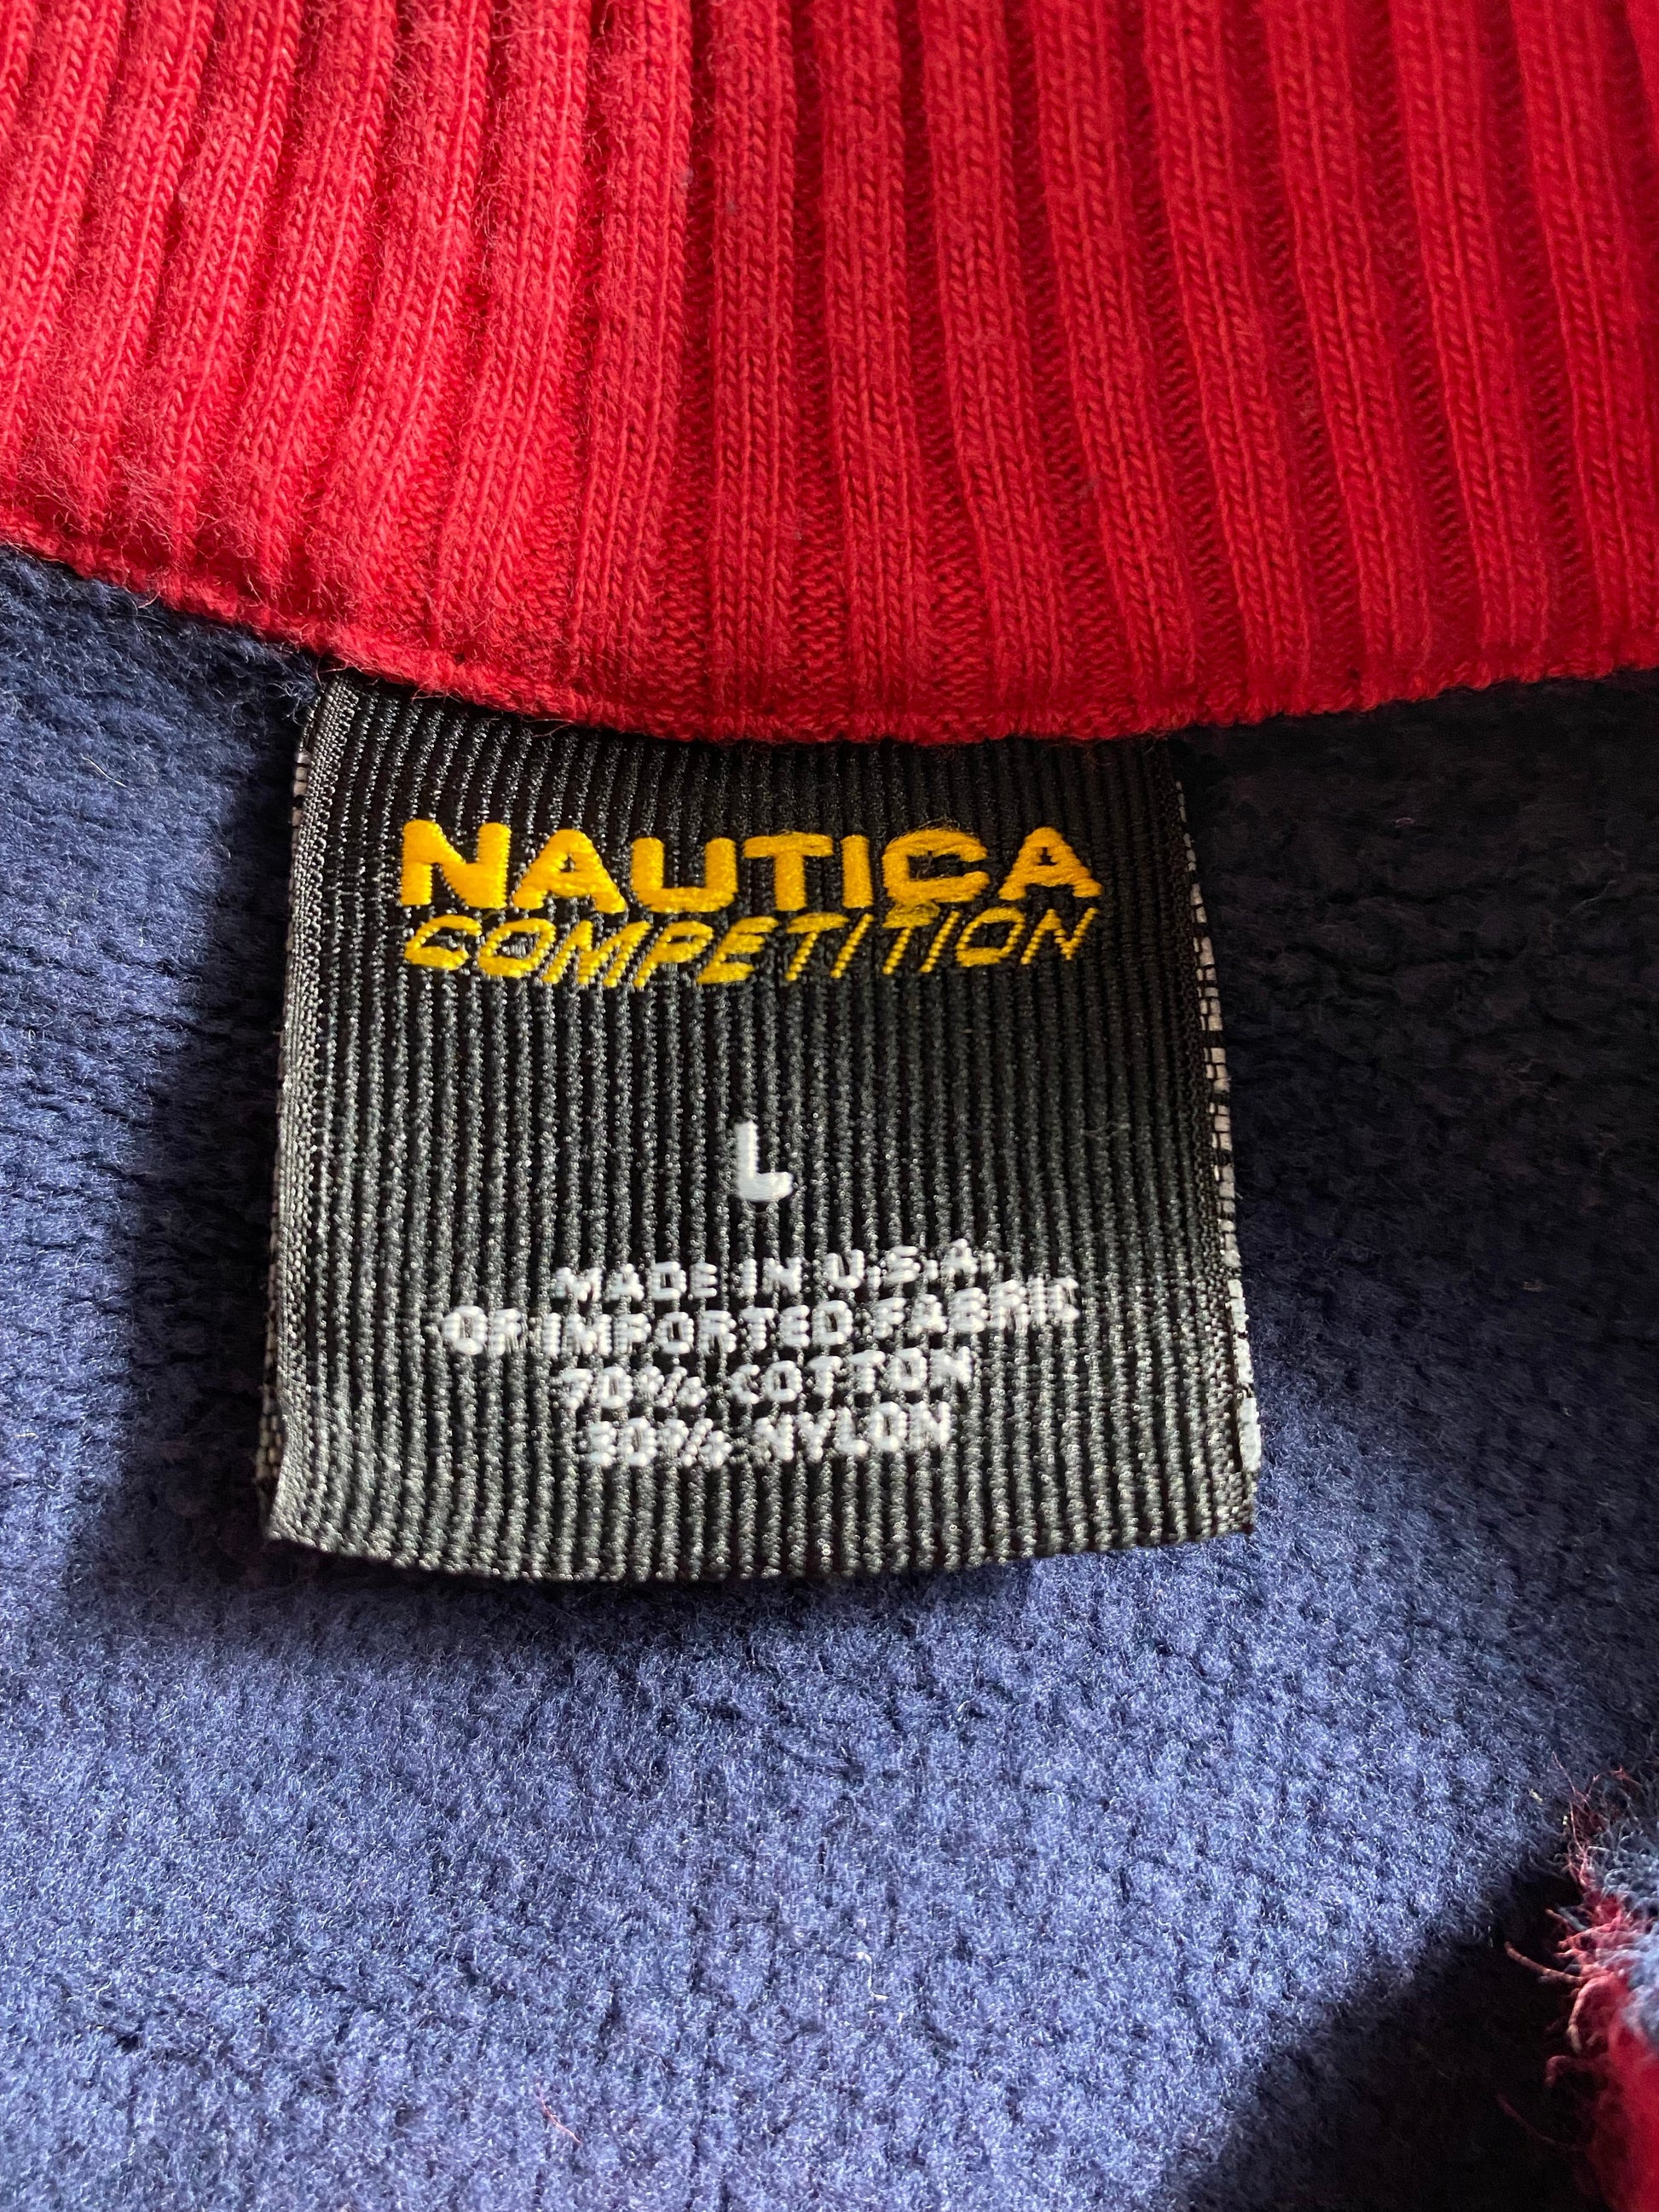 NAUTICA
COMPETITION
L
MADE IN U.S.A.
OF IMPORTED FABRIC
70% COTTON
30% NYLON